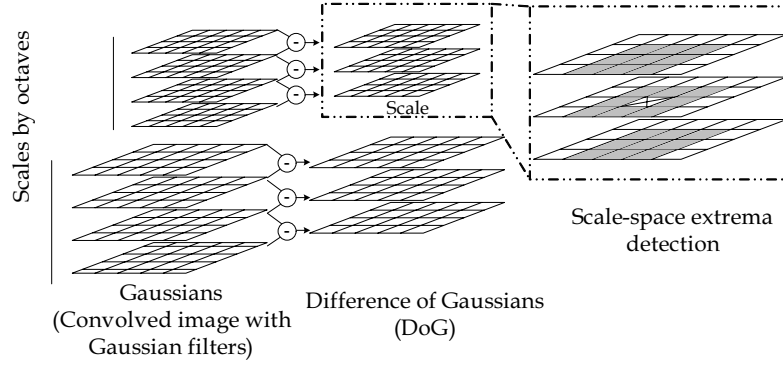 Scales by octaves
-
-
-
Scale
-
-
-
Gaussians
(Convolved image with
Gaussian filters)
Difference of Gaussians
(DoG)
Scale-space extrema
detection